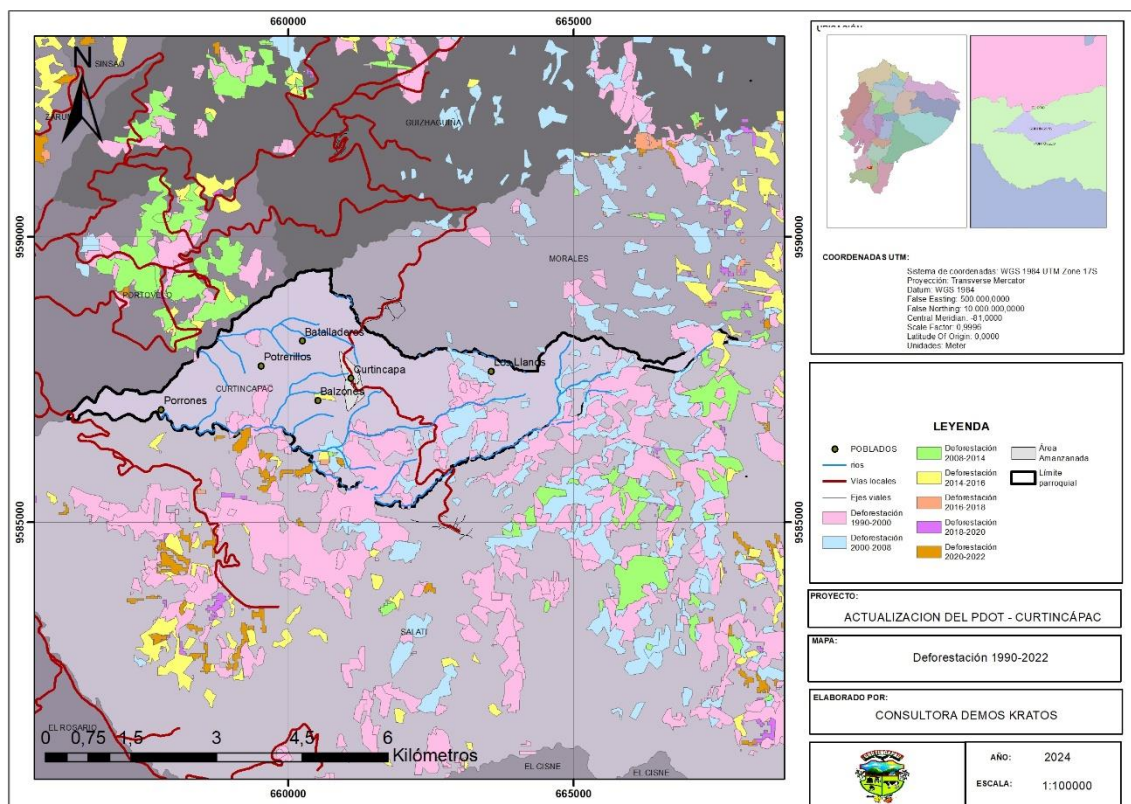 660000
665000
N
SINSAO
GUIZHAGUIÑA
9590000
9590000
MORALES
PORTOVELO
Batalladeros
Potrerillos
Curtincapa
Los Llanos
CURTINCAPAC
Balzones
Porrones
9585000
9585000
SALATI
EL ROSARIO
0 0,75 1,5 3 4,5 6
Kilómetros
EL CISNE
EL CISNE
660000
665000
COORDENADAS UTM:
Sistema de coordenadas: WGS 1984 UTM Zone 17S
Proyección: Transverse Mercator
Datum: WGS 1984
False Easting: 500.000,0000
False Northing: 10.000.000,0000
Central Meridian: -81,0000
Scale Factor: 0,9996
Latitude Of Origin: 0,0000
Unidades: Meter
LEYENDA
POBLADOS
rios
Vías locales
Ejes viales
Deforestación
1990-2000
Deforestación
2000-2008
Deforestación
2008-2014
Deforestación
2014-2016
Deforestación
2016-2018
Deforestación
2018-2020
Deforestación
2020-2022
Área
Amanzanada
Límite
parroquial
PROYECTO:
ACTUALIZACION DEL PDOT - CURTINCÁPAC
MAPA:
Deforestación 1990-2022
ELABORADO POR:
CONSULTORA DEMOS KRATOS
AÑO: 2024
ESCALA: 1:100000